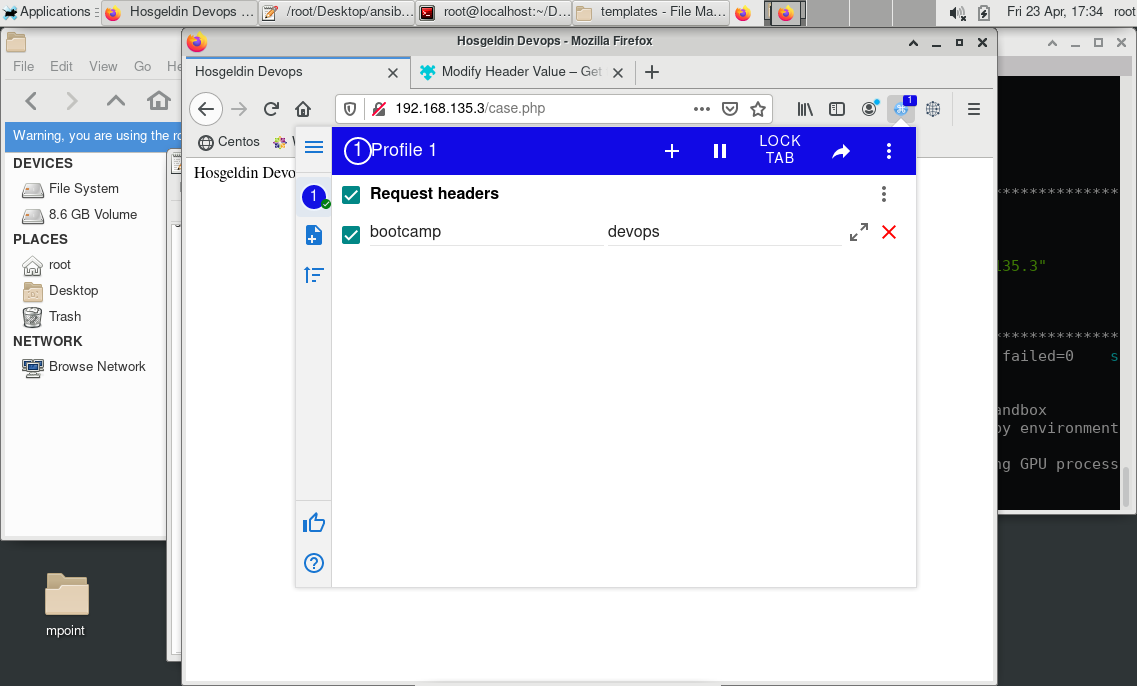 Applications
Hosgeldin Devops ...
/root/Desktop/ansib...
root@localhost:~/D...
templates - File Ma...
Fri 23 Apr, 17:34
root
Hosgeldin Devops - Mozilla Firefox
File Edit View Go He
Hosgeldin Devops
Modify Header Value – Get
192.168.135.3/case.php
1
Warning, you are using the ro
Centos
Hosgeldin Devo
1 Profile 1
LOCK
TAB
DEVICES
File System
8.6 GB Volume
PLACES
root
Desktop
Trash
NETWORK
Browse Network
1
Request headers
bootcamp devops
**************
135.3"
**************
failed=0 s
andbox
by environment
ng GPU process
mpoint